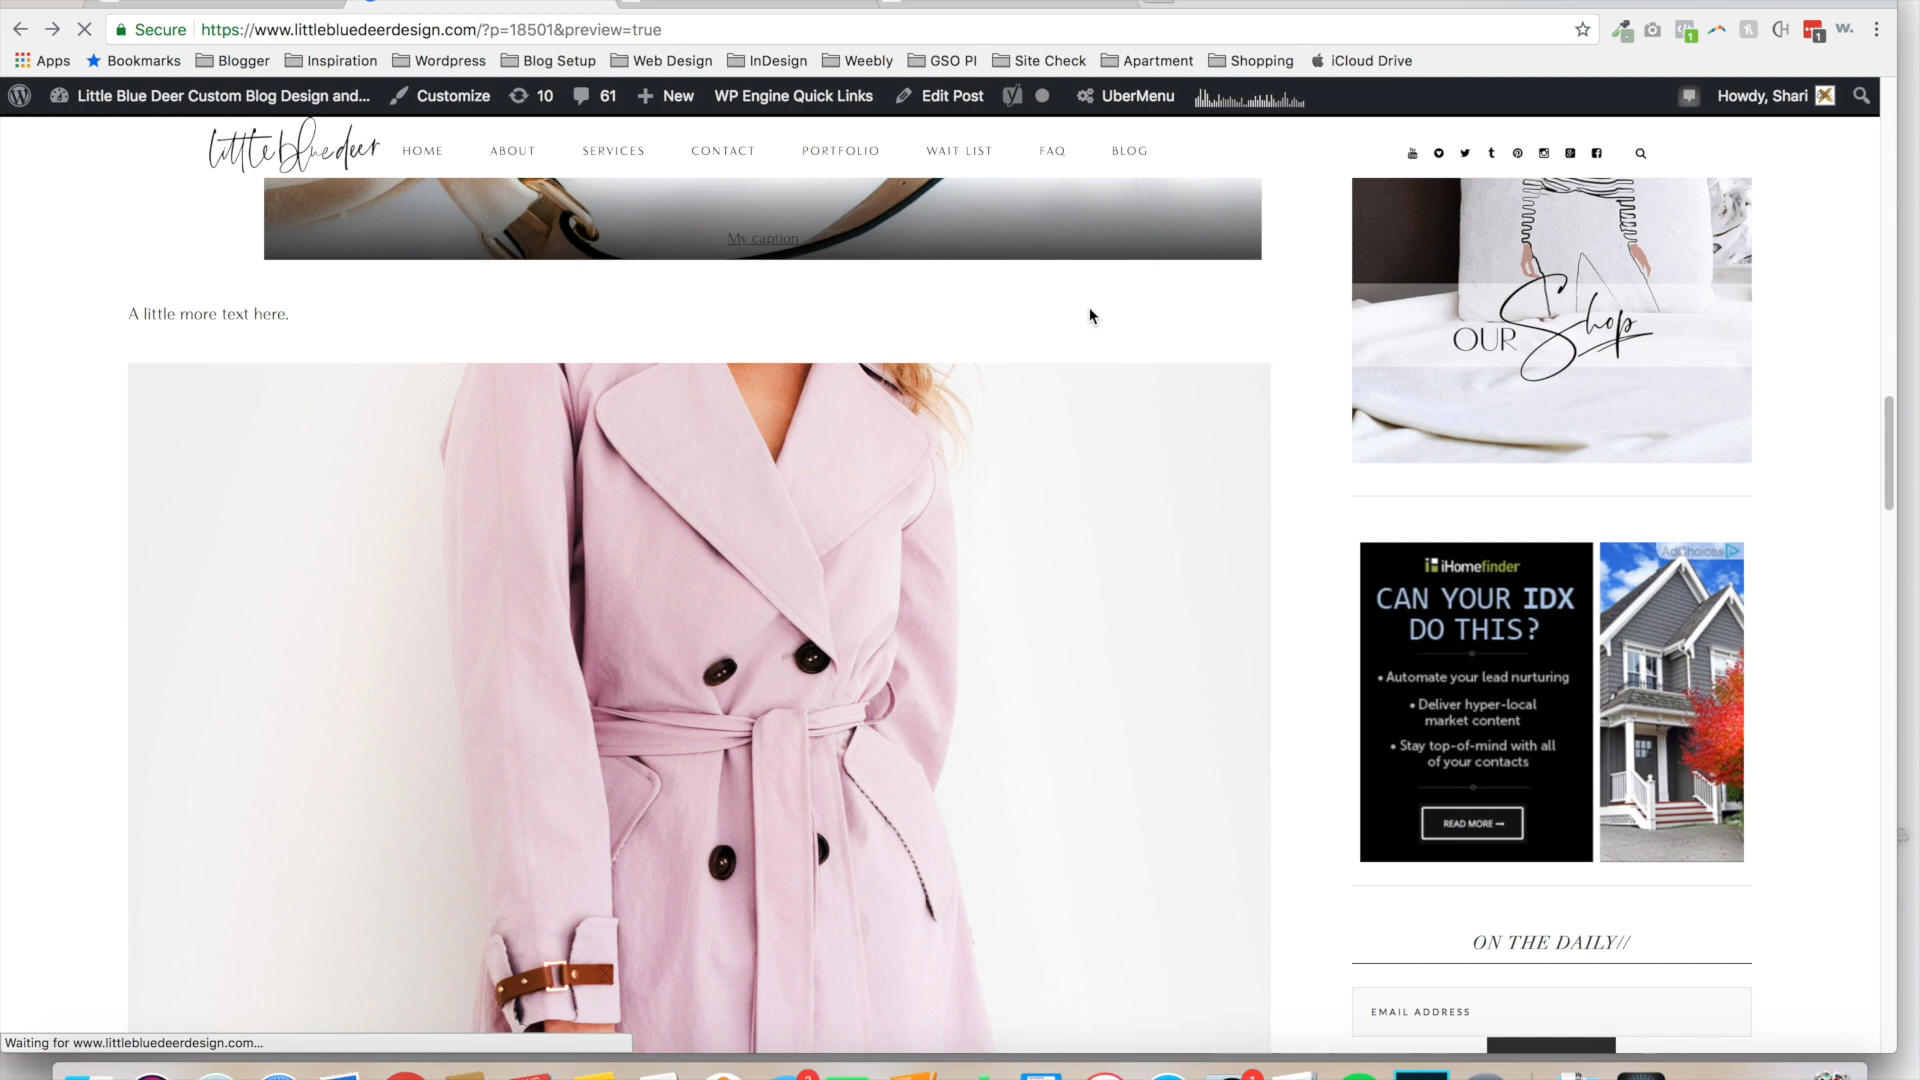 Secure https://www.littlebluedeerdesign.com/?p=18501&preview=true
Apps Bookmarks Blogger Inspiration Wordpress Blog Setup Web Design InDesign Weebly GSO PI Site Check Apartment Shopping iCloud Drive
Little Blue Deer Custom Blog Design and... Customize 10 61 New WP Engine Quick Links Edit Post UberMenu Howdy, Shari
littlebluedeer HOME ABOUT SERVICES CONTACT PORTFOLIO WAIT LIST FAQ BLOG
My caption
A little more text here.
OUR Shop
AdChoices
iHomefinder
CAN YOUR IDX
DO THIS?
• Automate your lead nurturing
• Deliver hyper-local
market content
• Stay top-of-mind with all
of your contacts
READ MORE
ON THE DAILY//
EMAIL ADDRESS
Waiting for www.littlebluedeerdesign.com...